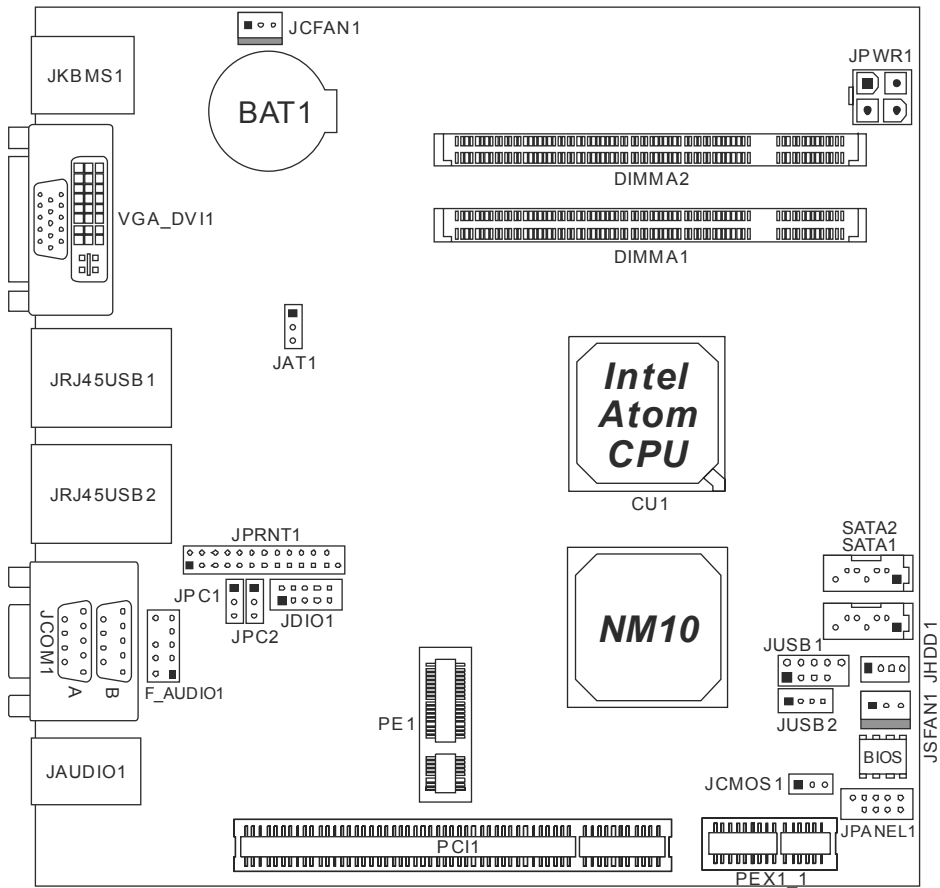 JCFAN1
JPWR1
JKBMS1
BAT1
DIMMA2
VGA_DVI1
DIMMA1
JAT1
JRJ45USB1
Intel
Atom
CPU
CU1
JRJ45USB2
SATA2
SATA1
JPRNT1
JPC1
JPC2
JDIO1
JCOM1
A
B
F_AUDIO1
NM10
JUSB1
JHDD1
JUSB2
JSFAN1
PE1
BIOS
JAUDIO1
JCMOS1
JPANEL1
PCI1
PEX1_1